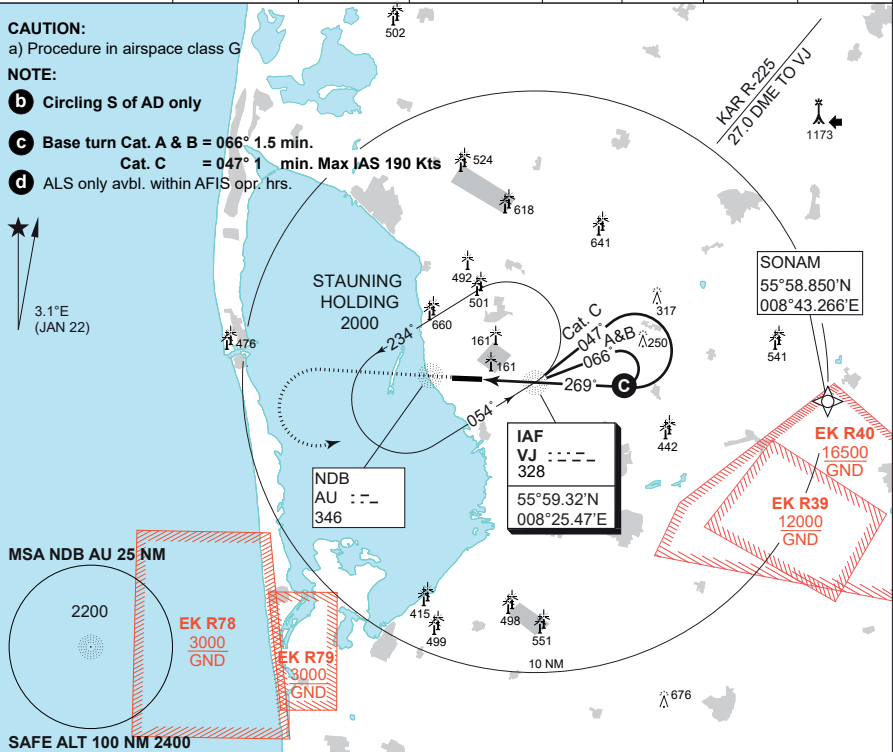 CAUTION:
a) Procedure in airspace class G
NOTE:
b Circling S of AD only
c Base turn Cat. A & B = 066° 1.5 min.
Cat. C = 047° 1 min. Max IAS 190 Kts
d ALS only avbl. within AFIS opr. hrs.
3.1°E
(JAN 22)
502
524
618
641
KAR R-225
27.0 DME TO VJ
1173
SONAM
55°58.850'N
008°43.266'E
STAUNING
HOLDING
2000
492
501
660
476
161
161
234°
054°
Cat. C
047°
A&B
066°
269°
C
317
250
541
442
IAF
VJ
328
55°59.32'N
008°25.47'E
NDB
AU
346
EK R40
16500
GND
EK R39
12000
GND
MSA NDB AU 25 NM
2200
EK R78
3000
GND
EK R79
3000
GND
415
499
498
551
10 NM
676
SAFE ALT 100 NM 2400